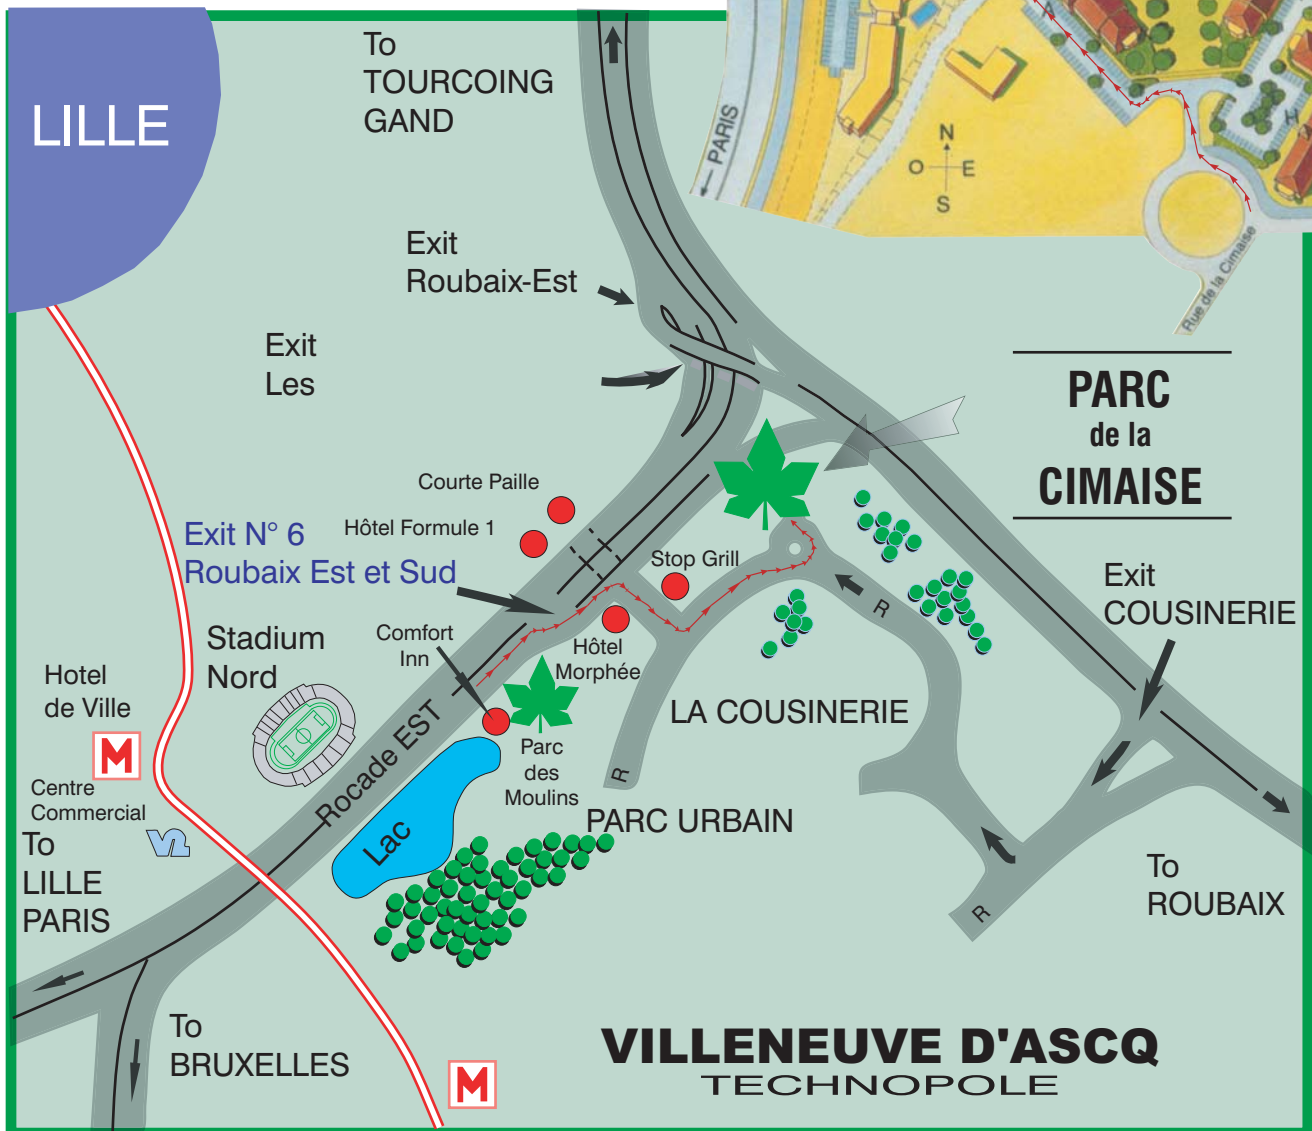 LILLE
To
TOURCOING
GAND
PARIS
N
O
E
S
H
Rue de la Cimaise
Exit
Roubaix-Est
Exit
Les
PARC
de la
CIMAISE
Courte Paille
Hôtel Formule 1
Exit N° 6
Roubaix Est et Sud
Stop Grill
Exit
COUSINERIE
R
Comfort
Inn
Hôtel
Morphée
Stadium
Nord
Hotel
de Ville
M
LA COUSINERIE
Rocade EST
Parc
des
Moulins
R
Centre
Commercial
V2
PARC URBAIN
Lac
To
LILLE
PARIS
To
ROUBAIX
R
To
BRUXELLES
M
VILLENEUVE D'ASCQ
TECHNOPOLE